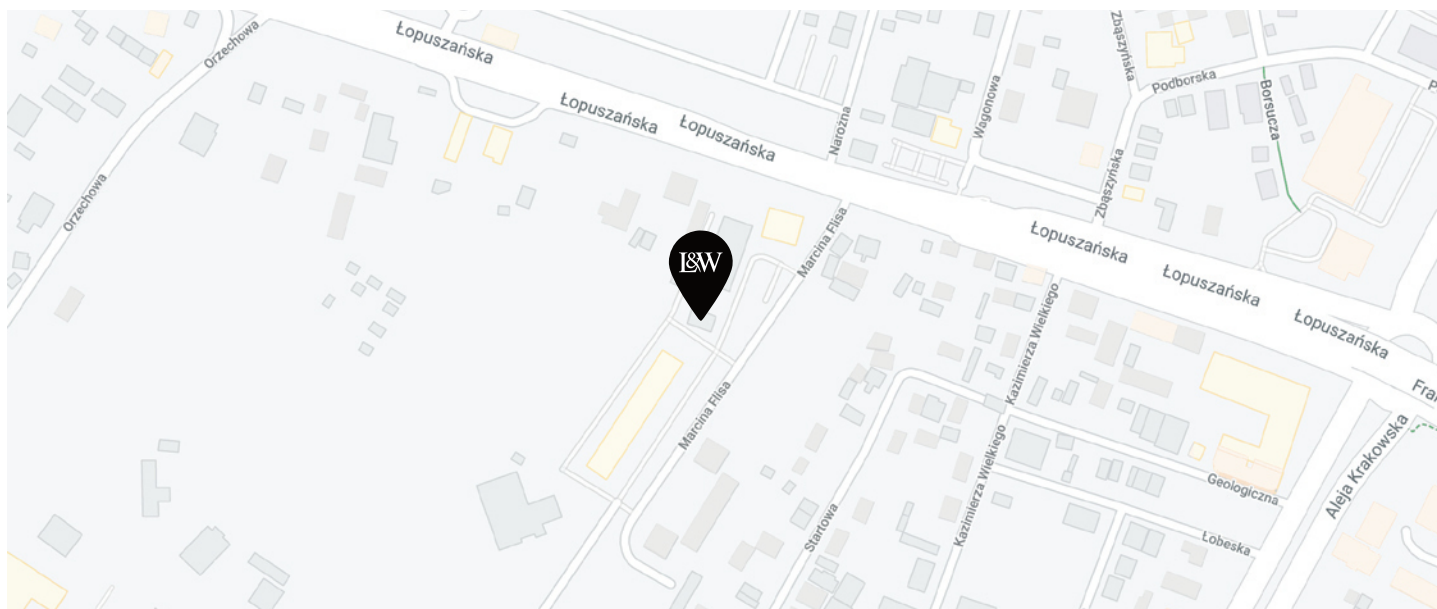 Orzechowa
Łopuszańska
Zbąszyńska
Podborska
Borsucza
Wagonowa
Narożna
Łopuszańska
Łopuszańska
Orzechowa
Zbąszyńska
Marcina Flisa
Łopuszańska
L&W
Łopuszańska
Kazimierza Wielkiego
Łopuszańska
Marcina Flisa
Aleja Krakowska
Kazimierza Wielkiego
Geologiczna
Startowa
Łobeska